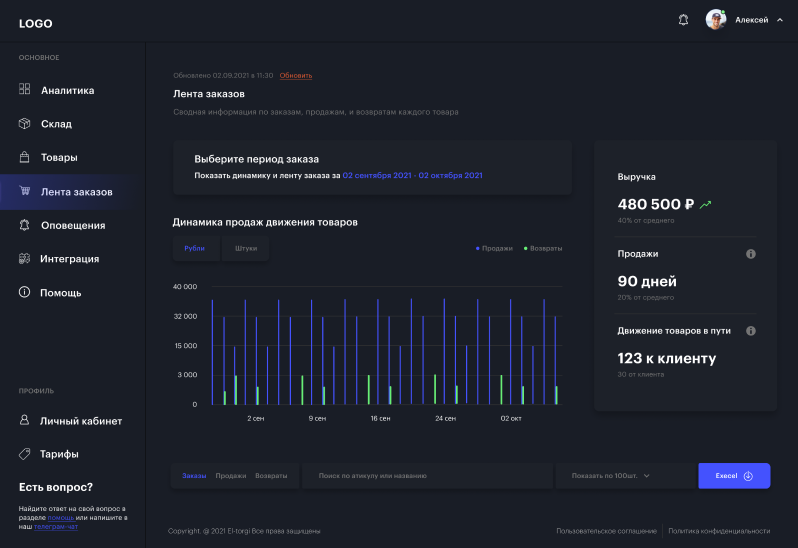 LOGO
Алексей
ОСНОВНОЕ
Аналитика
Склад
Товары
Лента заказов
Оповещения
Интеграция
Помощь
ПРОФИЛЬ
Личный кабинет
Тарифы
Есть вопрос?
Найдите ответ на свой вопрос в
разделе помощь или напишите в
наш телеграм-чат
Обновлено 02.09.2021 в 11:30 Обновить
Лента заказов
Сводная информация по заказам, продажам, и возвратам каждого товара
Выберите период заказа
Показать динамику и ленту заказа за 02 сентября 2021 - 02 октября 2021
Динамика продаж движения товаров
Рубли Штуки
Продажи Возвраты
40 000
32 000
15 000
3 000
0
2 сен 9 сен 16 сен 24 сен 02 окт
Выручка
480 500 ₽
40% от среднего
Продажи
90 дней
20% от среднего
Движение товаров в пути
123 к клиенту
30 от клиента
Заказы Продажи Возвраты
Поиск по атикулу или названию
Показать по 100шт..
Execel
Copyright: @ 2021 El-torgi Все права защищены
Пользовательское соглашение Политика конфиденциальности